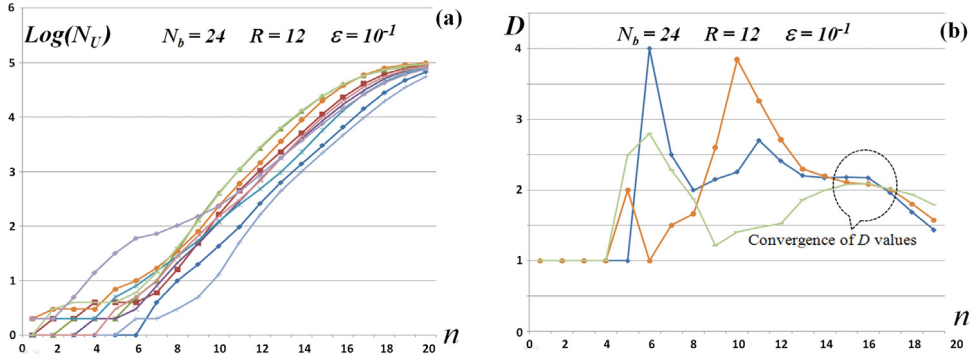 (a)
Log(N_U)
N_b = 24 R = 12 ε = 10^-1
6
5
4
3
2
1
0
0 2 4 6 8 10 12 14 16 18 20
n
(b)
D
N_b = 24 R = 12 ε = 10^-1
4
3
2
1
0
Convergence of D values
0 2 4 6 8 10 12 14 16 18 20
n